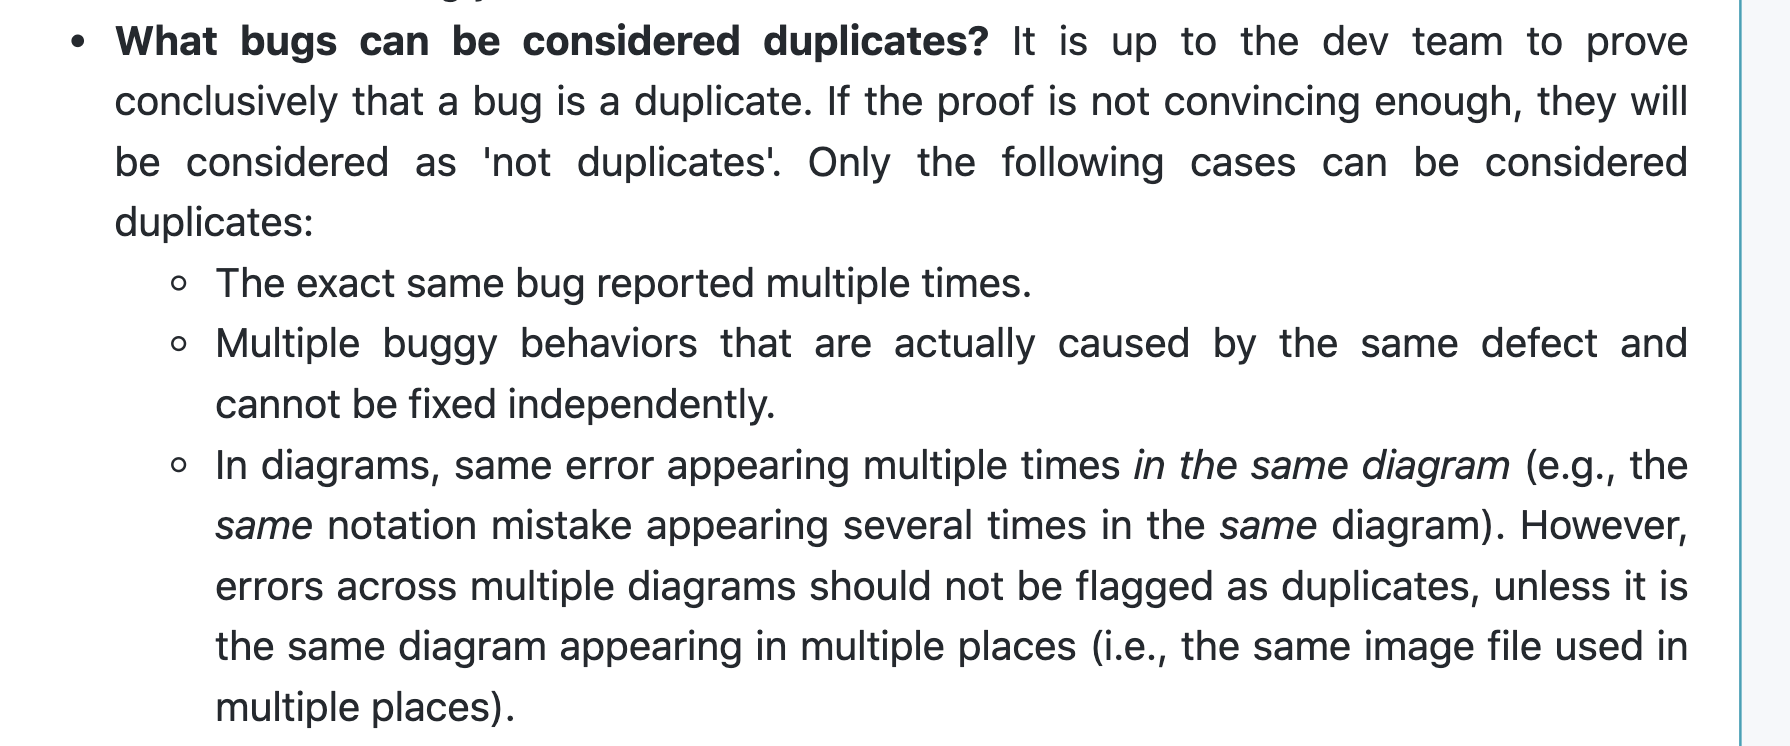 • What bugs can be considered duplicates? It is up to the dev team to prove
conclusively that a bug is a duplicate. If the proof is not convincing enough, they will
be considered as 'not duplicates'. Only the following cases can be considered
duplicates:
◦ The exact same bug reported multiple times.
◦ Multiple buggy behaviors that are actually caused by the same defect and
cannot be fixed independently.
◦ In diagrams, same error appearing multiple times in the same diagram (e.g., the
same notation mistake appearing several times in the same diagram). However,
errors across multiple diagrams should not be flagged as duplicates, unless it is
the same diagram appearing in multiple places (i.e., the same image file used in
multiple places).